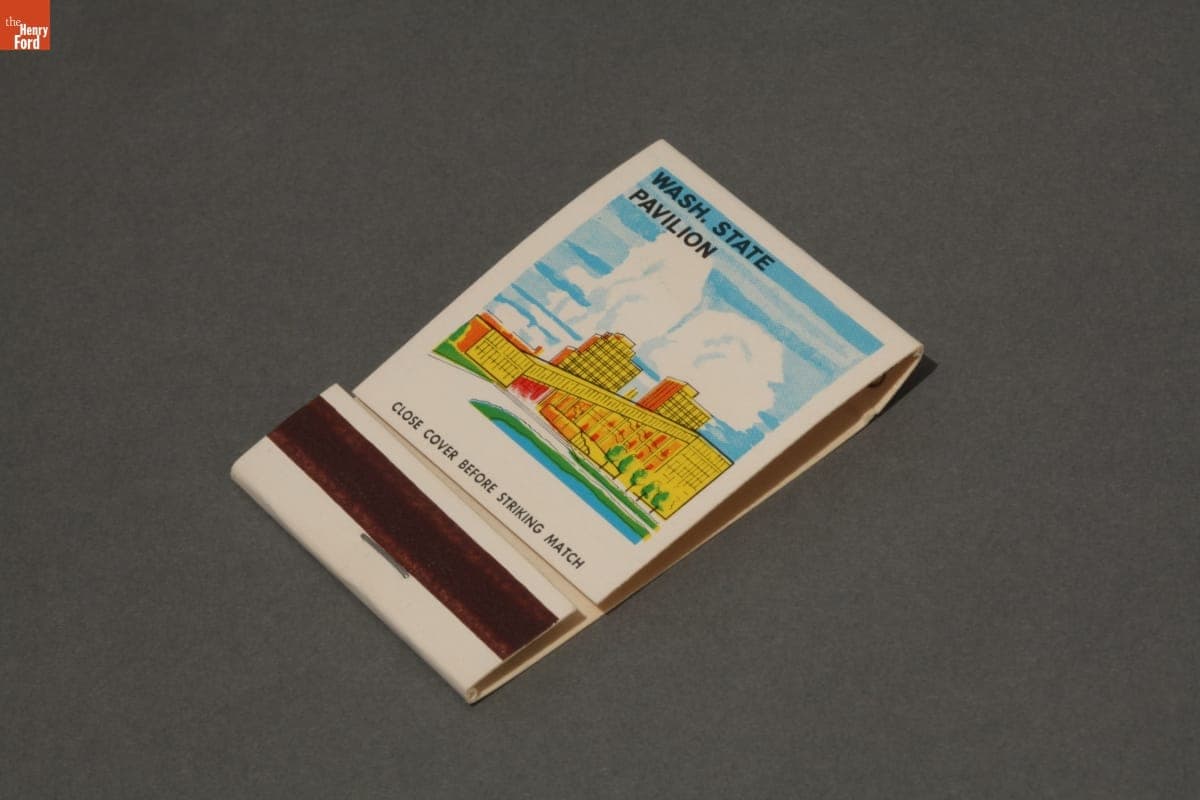 the
Henry
Ford
WASH. STATE
PAVILION
CLOSE COVER BEFORE STRIKING MATCH